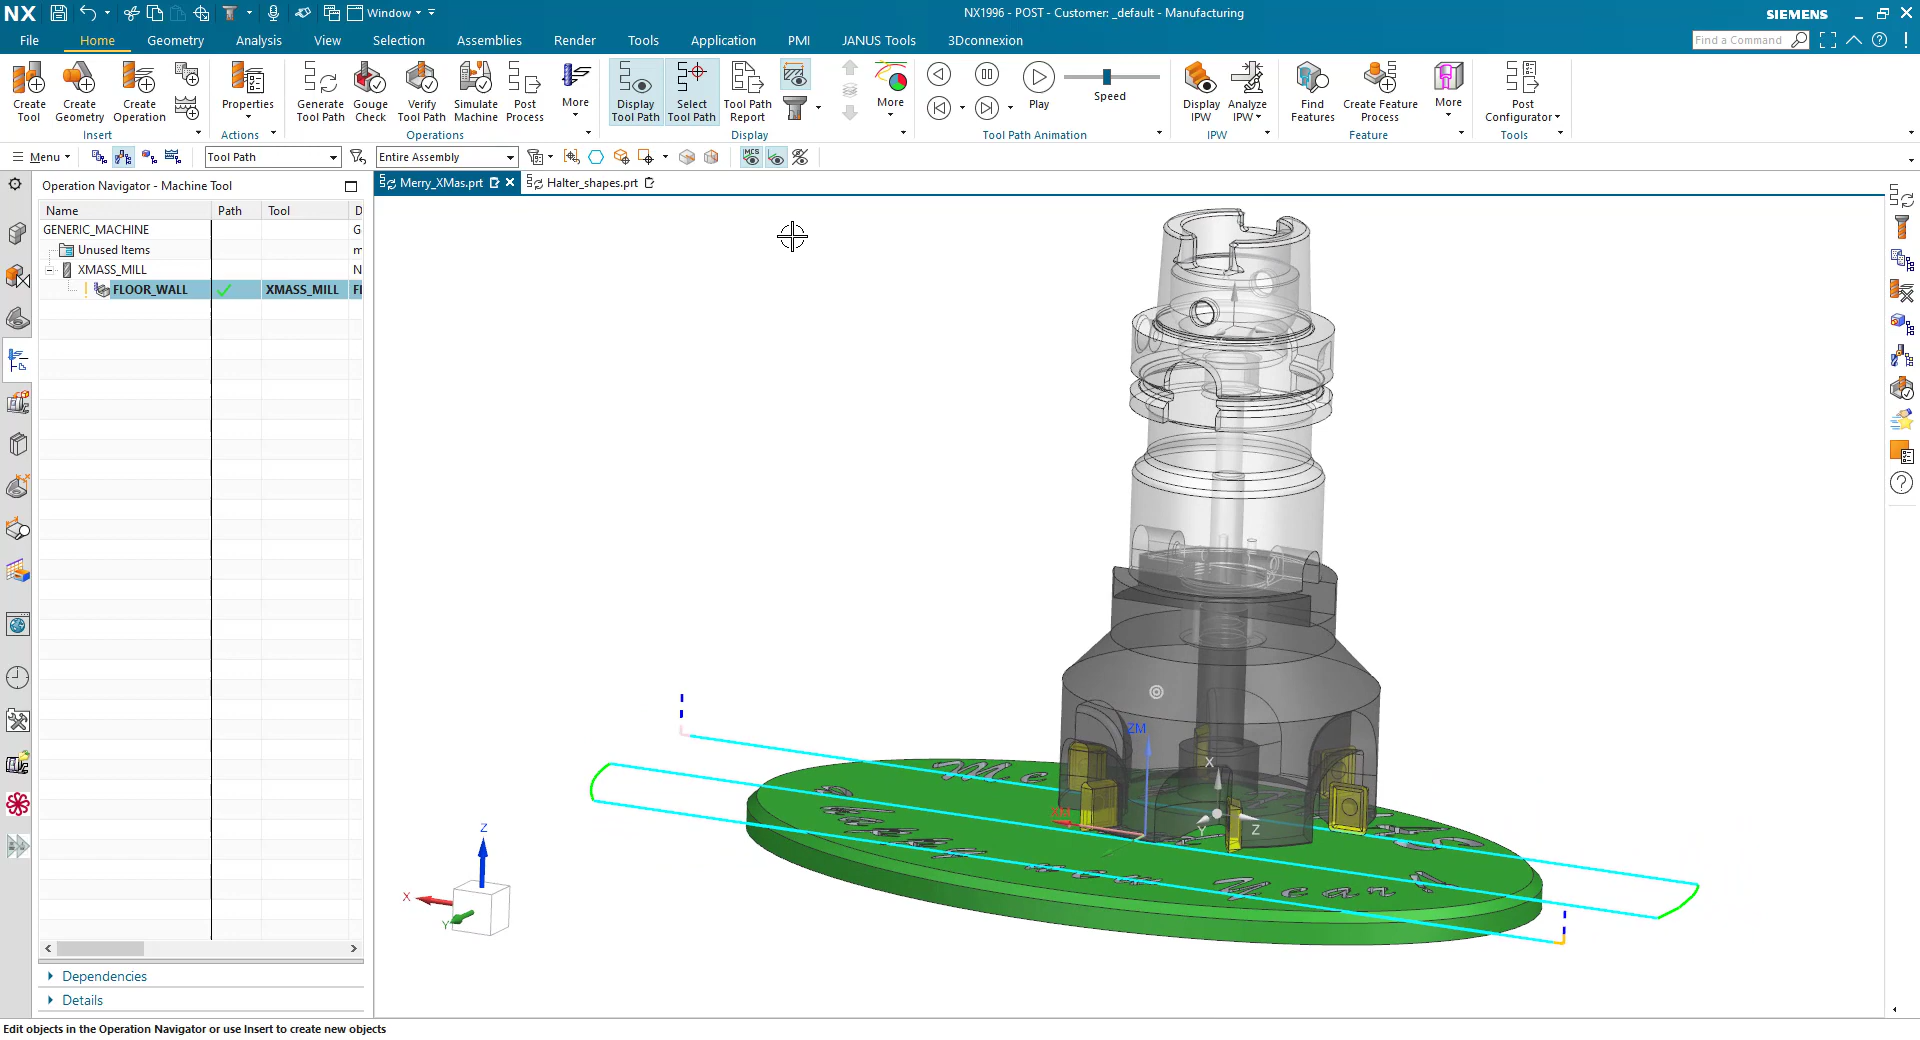 NX
Window
NX1996 - POST - Customer: _default - Manufacturing
SIEMENS
File Home Geometry Analysis View Selection Assemblies Render Tools Application PMI JANUS Tools 3Dconnexion
Find a Command
Create Tool
Create Geometry
Create Operation
Insert
Properties
Actions
Generate Tool Path
Gouge Check
Verify Tool Path
Simulate Machine
Post Process
More
Operations
Display Tool Path
Select Tool Path
Tool Path Report
More
Display
Play
Speed
Tool Path Animation
Display IPW
Analyze IPW
IPW
Find Features
Create Feature Process
More
Feature
Post Configurator
Tools
Menu
Tool Path
Entire Assembly
MCS
Operation Navigator - Machine Tool
Merry_XMas.prt
Halter_shapes.prt
Name Path Tool D
GENERIC_MACHINE G
Unused Items m
XMASS_MILL N
FLOOR_WALL XMASS_MILL FI
ZM
X
XM
Y
Z
Z
X
Y
Dependencies
Details
Edit objects in the Operation Navigator or use Insert to create new objects